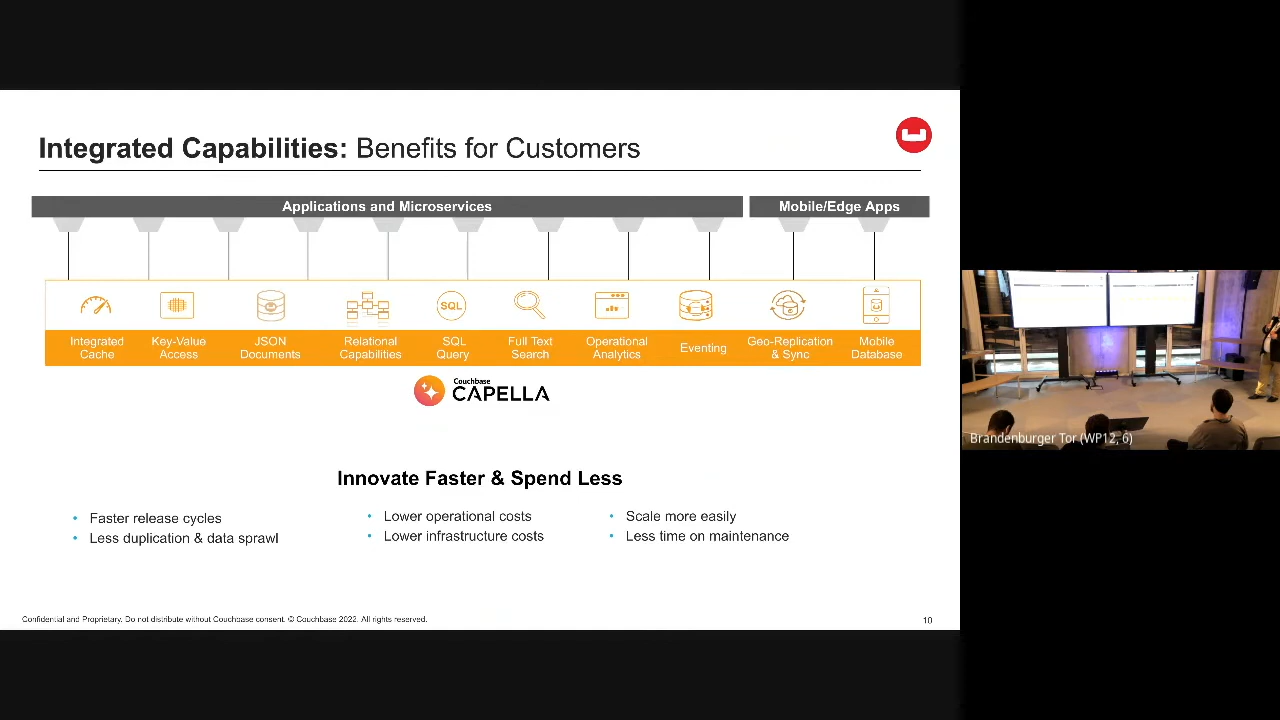 Integrated Capabilities: Benefits for Customers
Applications and Microservices
Mobile/Edge Apps
SQL
Integrated
Cache
Key-Value
Access
JSON
Documents
Relational
Capabilities
SQL
Query
Full Text
Search
Operational
Analytics
Eventing
Geo-Replication
& Sync
Mobile
Database
Couchbase
CAPELLA
Innovate Faster & Spend Less
• Faster release cycles
• Less duplication & data sprawl
• Lower operational costs
• Lower infrastructure costs
• Scale more easily
• Less time on maintenance
Confidential and Proprietary. Do not distribute without Couchbase consent. © Couchbase 2022. All rights reserved.
10
Brandenburger Tor (WP12, 6)